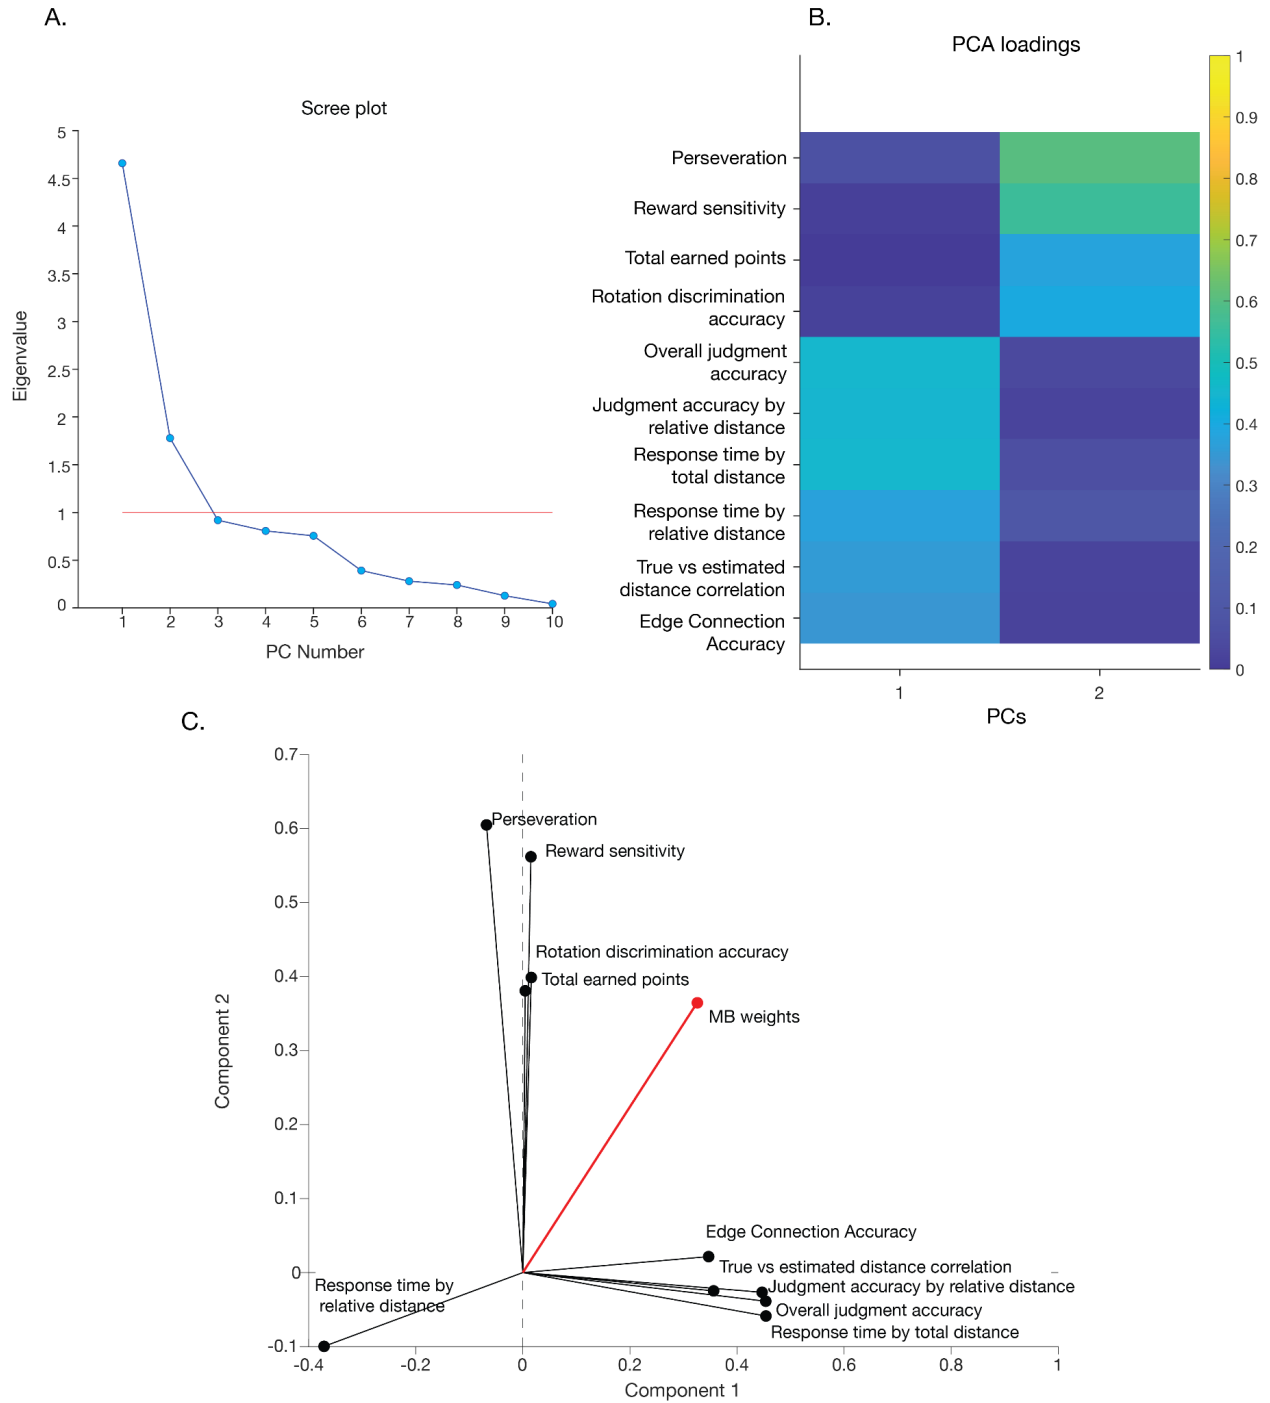 A.
Scree plot
5
4.5
4
3.5
3
2.5
2
1.5
1
0.5
0
Eigenvalue
1 2 3 4 5 6 7 8 9 10
PC Number
B.
PCA loadings
Perseveration
Reward sensitivity
Total earned points
Rotation discrimination
accuracy
Overall judgment
accuracy
Judgment accuracy by
relative distance
Response time by
total distance
Response time by
relative distance
True vs estimated
distance correlation
Edge Connection
Accuracy
1 2
PCs
1
0.9
0.8
0.7
0.6
0.5
0.4
0.3
0.2
0.1
0
C.
0.7
0.6
0.5
0.4
0.3
0.2
0.1
0
-0.1
Component 2
Perseveration
Reward sensitivity
Rotation discrimination accuracy
Total earned points
MB weights
Edge Connection Accuracy
True vs estimated distance correlation
Judgment accuracy by relative distance
Overall judgment accuracy
Response time by total distance
Response time by
relative distance
-0.4 -0.2 0 0.2 0.4 0.6 0.8 1
Component 1